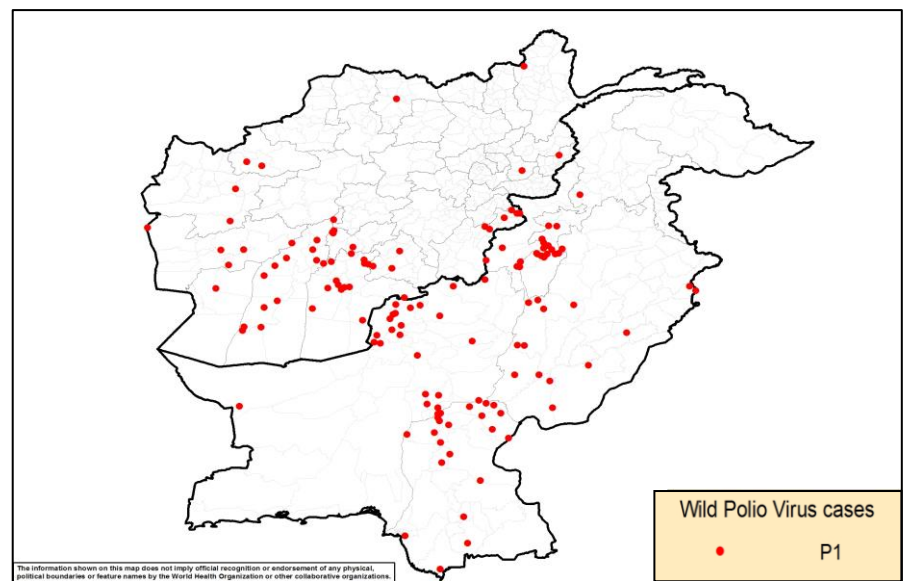 Wild Polio Virus cases
P1
The information shown on this map does not imply official recognition or endorsement of any physical,
political boundaries or feature names by the World Health Organization or other collaborative organizations.